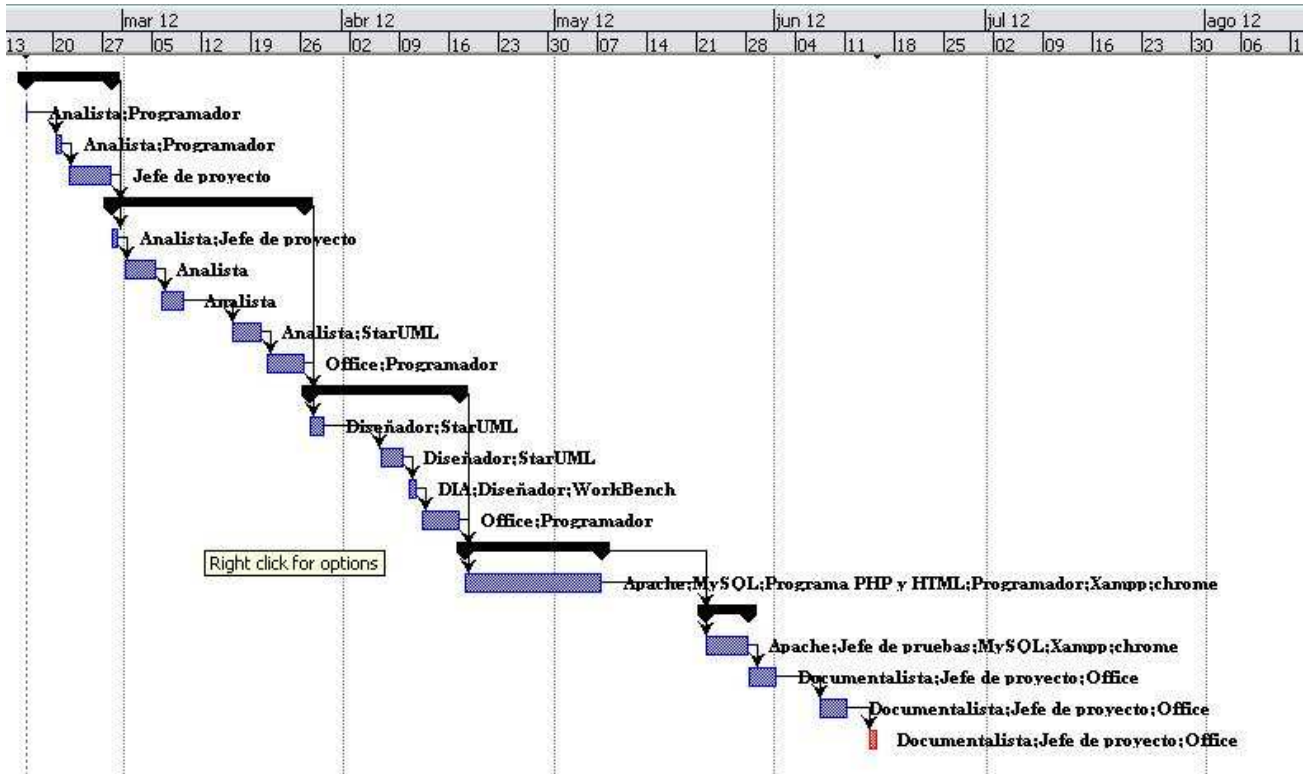 mar 12 abr 12 may 12 jun 12 jul 12 ago 12
13 20 27 05 12 19 26 02 09 16 23 30 07 14 21 28 04 11 18 25 02 09 16 23 30 06 1
Analista;Programador
Analista;Programador
Jefe de proyecto
Analista;Jefe de proyecto
Analista
Analista
Analista;StarUML
Office;Programador
Diseñador;StarUML
Diseñador;StarUML
DIA;Diseñador;WorkBench
Office;Programador
Right click for options
Apache;MySQL;Programa PHP y HTML;Programador;Xampp;chrome
Apache;Jefe de pruebas;MySQL;Xampp;chrome
Documentalista;Jefe de proyecto;Office
Documentalista;Jefe de proyecto;Office
Documentalista;Jefe de proyecto;Office